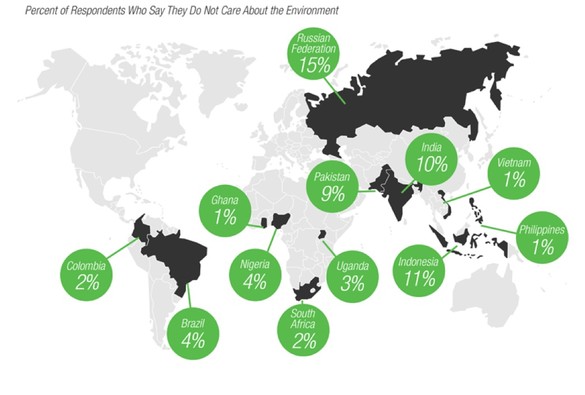 Percent of Respondents Who Say They Do Not Care About the Environment
Russian
Federation
15%
India
10%
Vietnam
1%
Pakistan
9%
Ghana
1%
Philippines
1%
Colombia
2%
Nigeria
4%
Uganda
3%
Indonesia
11%
South
Africa
2%
Brazil
4%